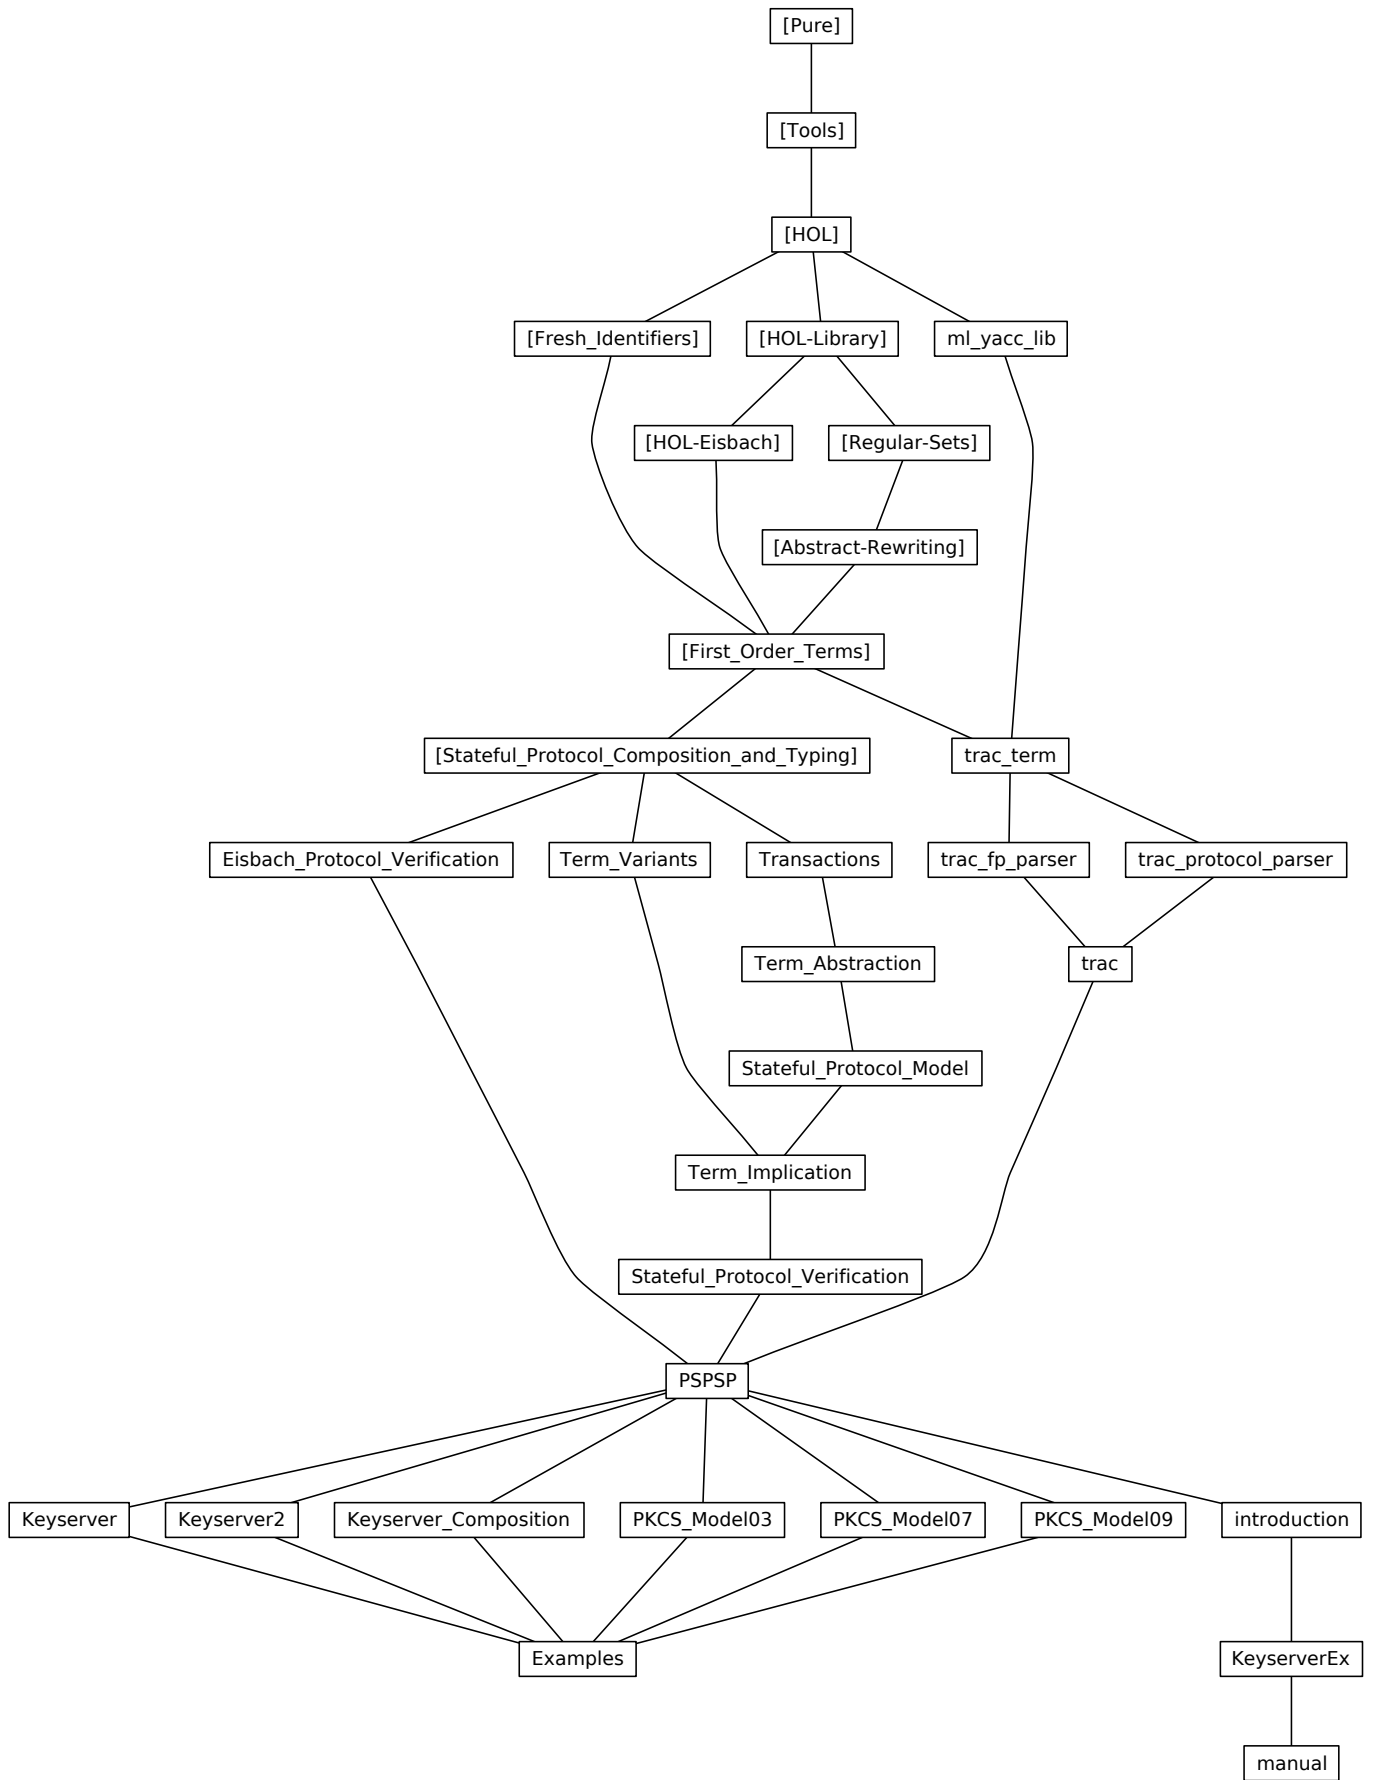 [Pure]
[Tools]
[HOL]
[Fresh_Identifiers]
[HOL-Library]
ml_yacc_lib
[HOL-Eisbach]
[Regular-Sets]
[Abstract-Rewriting]
[First_Order_Terms]
[Stateful_Protocol_Composition_and_Typing]
trac_term
Eisbach_Protocol_Verification
Term_Variants
Transactions
trac_fp_parser
trac_protocol_parser
Term_Abstraction
trac
Stateful_Protocol_Model
Term_Implication
Stateful_Protocol_Verification
PSPSP
Keyserver
Keyserver2
Keyserver_Composition
PKCS_Model03
PKCS_Model07
PKCS_Model09
introduction
Examples
KeyserverEx
manual